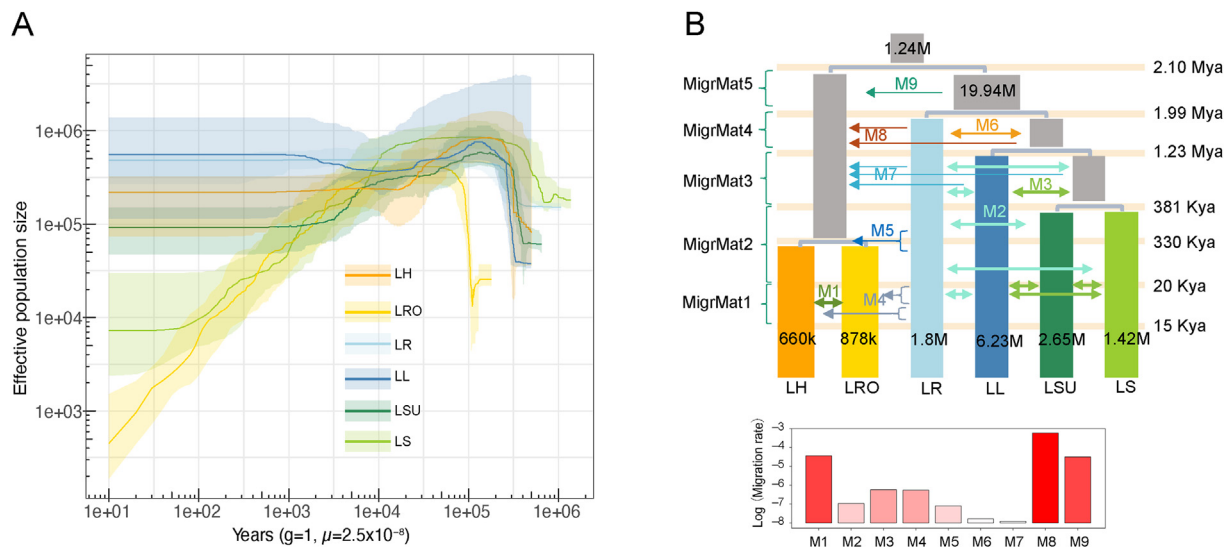 A
Effective population size
1e+06
1e+05
1e+04
1e+03
LH
LRO
LR
LL
LSU
LS
1e+01 1e+02 1e+03 1e+04 1e+05 1e+06
Years (g=1, μ=2.5x10⁻⁸)
B
1.24M
2.10 Mya
MigrMat5
M9
19.94M
1.99 Mya
MigrMat4
M8
M6
1.23 Mya
MigrMat3
M7
M3
381 Kya
M2
MigrMat2
M5
330 Kya
20 Kya
MigrMat1
M1
M4
15 Kya
660k 878k 1.8M 6.23M 2.65M 1.42M
LH LRO LR LL LSU LS
Log (Migration rate)
−3
−4
−5
−6
−7
−8
M1 M2 M3 M4 M5 M6 M7 M8 M9